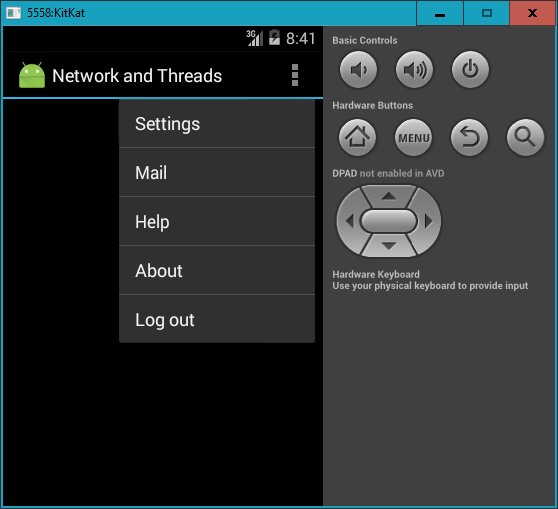 5558:KitKat
3G 8:41
Network and Threads
Settings
Mail
Help
About
Log out
Basic Controls
Hardware Buttons
MENU
DPAD not enabled in AVD
Hardware Keyboard
Use your physical keyboard to provide input